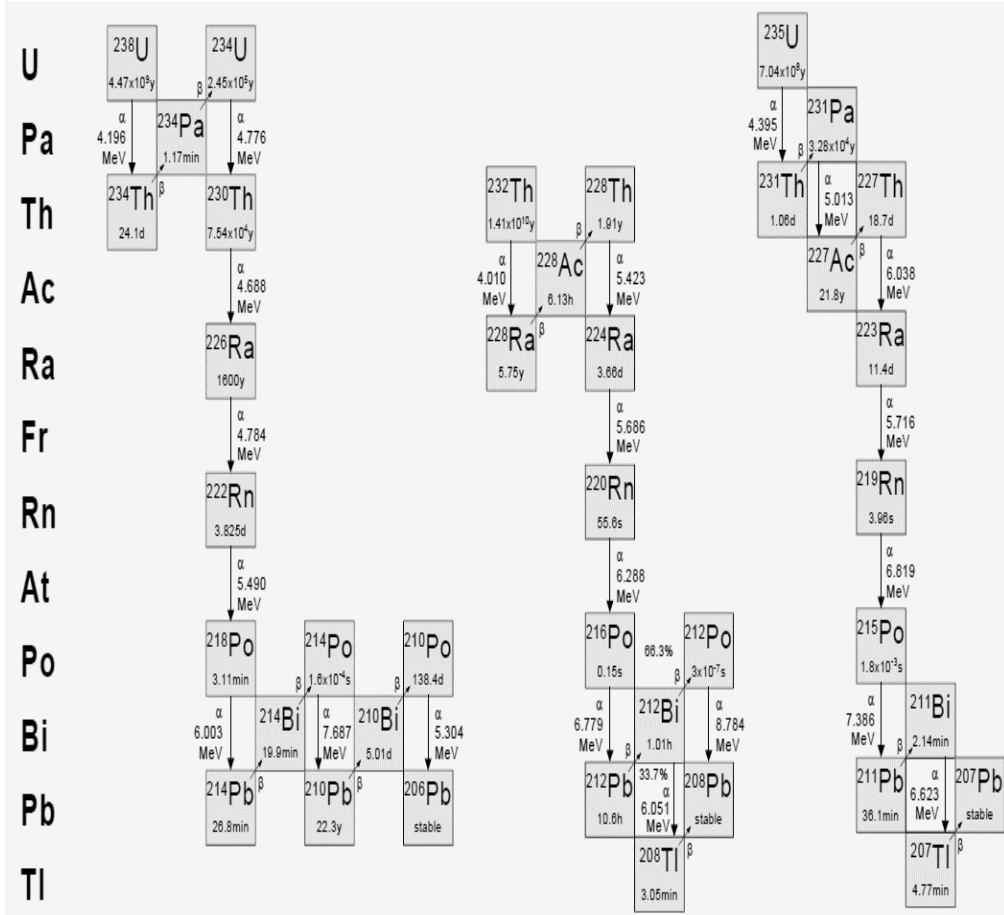 U
Pa
Th
Ac
Ra
Fr
Rn
At
Po
Bi
Pb
Tl
238U
4.47x10⁹y
α
4.196
MeV
234Th
24.1d
β
234Pa
1.17min
β
234U
2.45x10⁵y
α
4.776
MeV
230Th
7.54x10⁴y
α
4.688
MeV
226Ra
1600y
α
4.784
MeV
222Rn
3.825d
α
5.490
MeV
218Po
3.11min
α
6.003
MeV
214Pb
26.8min
β
214Bi
19.9min
β
214Po
1.6x10⁻⁴s
α
7.687
MeV
210Pb
22.3y
β
210Bi
5.01d
β
210Po
138.4d
α
5.304
MeV
206Pb
stable
232Th
1.41x10¹⁰y
α
4.010
MeV
228Ra
5.75y
β
228Ac
6.13h
β
228Th
1.91y
α
5.423
MeV
224Ra
3.66d
α
5.686
MeV
220Rn
55.6s
α
6.288
MeV
216Po
0.15s
α
6.779
MeV
212Pb
10.6h
β
212Bi
1.01h
66.3%
β
212Po
3x10⁻⁷s
α
8.784
MeV
208Pb
stable
33.7%
α
6.051
MeV
208Tl
3.05min
β
235U
7.04x10⁸y
α
4.395
MeV
231Th
1.06d
β
231Pa
3.28x10⁴y
α
5.013
MeV
227Ac
21.8y
β
227Th
18.7d
α
6.038
MeV
223Ra
11.4d
α
5.716
MeV
219Rn
3.96s
α
6.819
MeV
215Po
1.8x10⁻³s
α
7.386
MeV
211Pb
36.1min
β
211Bi
2.14min
α
6.623
MeV
207Tl
4.77min
β
207Pb
stable